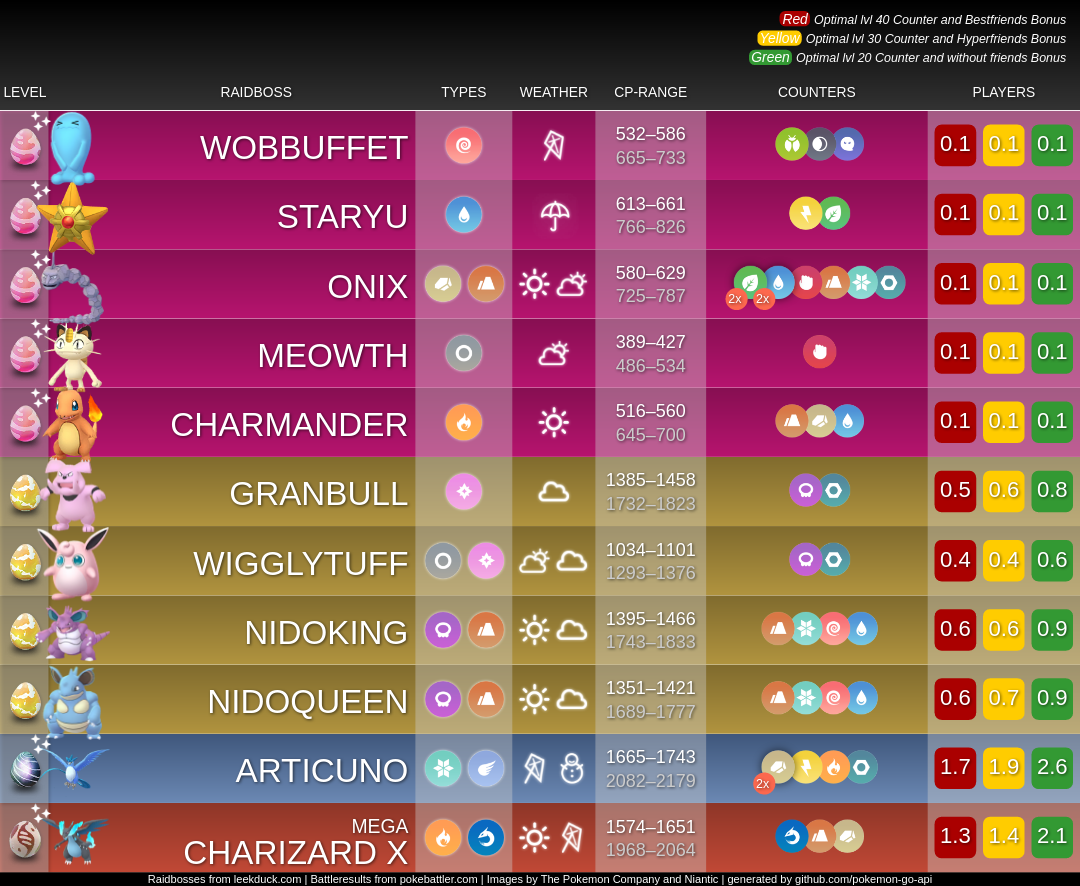 Red Optimal lvl 40 Counter and Bestfriends Bonus
Yellow Optimal lvl 30 Counter and Hyperfriends Bonus
Green Optimal lvl 20 Counter and without friends Bonus
LEVEL RAIDBOSS TYPES WEATHER CP-RANGE COUNTERS PLAYERS
WOBBUFFET 532–586 0.1 0.1 0.1
665–733
STARYU 613–661 0.1 0.1 0.1
766–826
ONIX 580–629 0.1 0.1 0.1
725–787 2x 2x
MEOWTH 389–427 0.1 0.1 0.1
486–534
CHARMANDER 516–560 0.1 0.1 0.1
645–700
GRANBULL 1385–1458 0.5 0.6 0.8
1732–1823
WIGGLYTUFF 1034–1101 0.4 0.4 0.6
1293–1376
NIDOKING 1395–1466 0.6 0.6 0.9
1743–1833
NIDOQUEEN 1351–1421 0.6 0.7 0.9
1689–1777
ARTICUNO 1665–1743 1.7 1.9 2.6
2082–2179 2x
MEGA 1574–1651 1.3 1.4 2.1
CHARIZARD X 1968–2064
Raidbosses from leekduck.com | Battleresults from pokebattler.com | Images by The Pokemon Company and Niantic | generated by github.com/pokemon-go-api